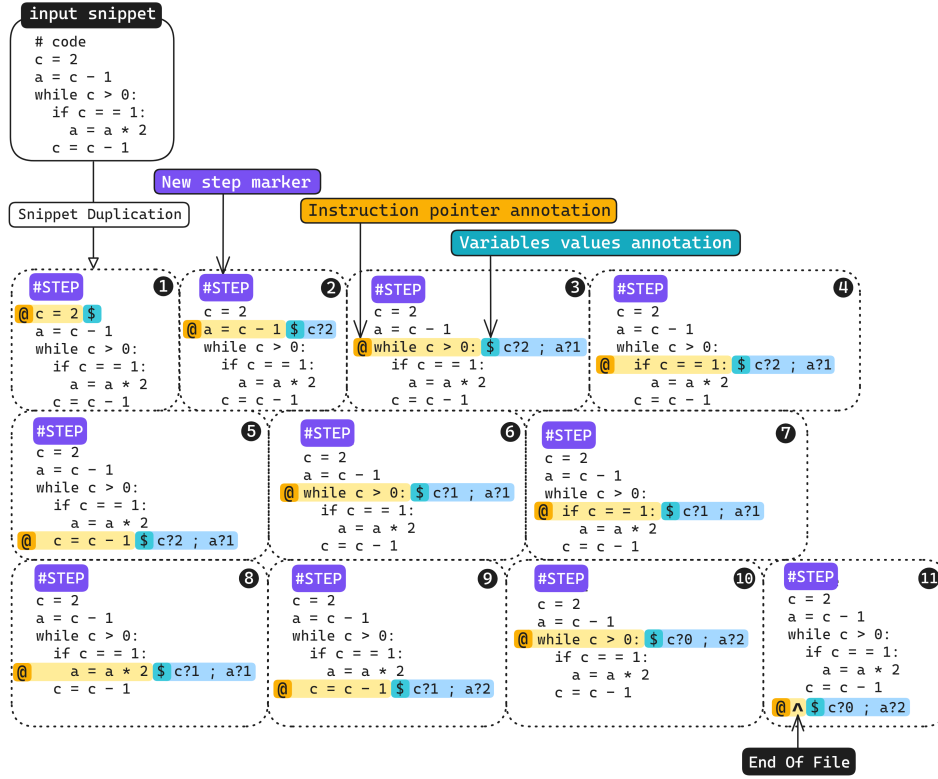 input snippet
# code
c = 2
a = c - 1
while c > 0:
if c = = 1:
a = a * 2
c = c - 1
New step marker
Snippet Duplication
Instruction pointer annotation
Variables values annotation
#STEP
1
@ c = 2 $
a = c - 1
while c > 0:
if c = = 1:
a = a * 2
c = c - 1
#STEP
2
c = 2
@ a = c - 1 $ c?2
while c > 0:
if c = = 1:
a = a * 2
c = c - 1
#STEP
3
c = 2
a = c - 1
@ while c > 0: $ c?2 ; a?1
if c = = 1:
a = a * 2
c = c - 1
#STEP
4
c = 2
a = c - 1
while c > 0:
@ if c = = 1: $ c?2 ; a?1
a = a * 2
c = c - 1
#STEP
5
c = 2
a = c - 1
while c > 0:
if c = = 1:
a = a * 2
@ c = c - 1 $ c?2 ; a?1
#STEP
6
c = 2
a = c - 1
@ while c > 0: $ c?1 ; a?1
if c = = 1:
a = a * 2
c = c - 1
#STEP
7
c = 2
a = c - 1
while c > 0:
@ if c = = 1: $ c?1 ; a?1
a = a * 2
c = c - 1
#STEP
8
c = 2
a = c - 1
while c > 0:
if c = = 1:
@ a = a * 2 $ c?1 ; a?1
c = c - 1
#STEP
9
c = 2
a = c - 1
while c > 0:
if c = = 1:
a = a * 2
@ c = c - 1 $ c?1 ; a?2
#STEP
10
c = 2
a = c - 1
@ while c > 0: $ c?0 ; a?2
if c = = 1:
a = a * 2
c = c - 1
#STEP
11
c = 2
a = c - 1
while c > 0:
if c = = 1:
a = a * 2
c = c - 1
@ ^ $ c?0 ; a?2
End Of File